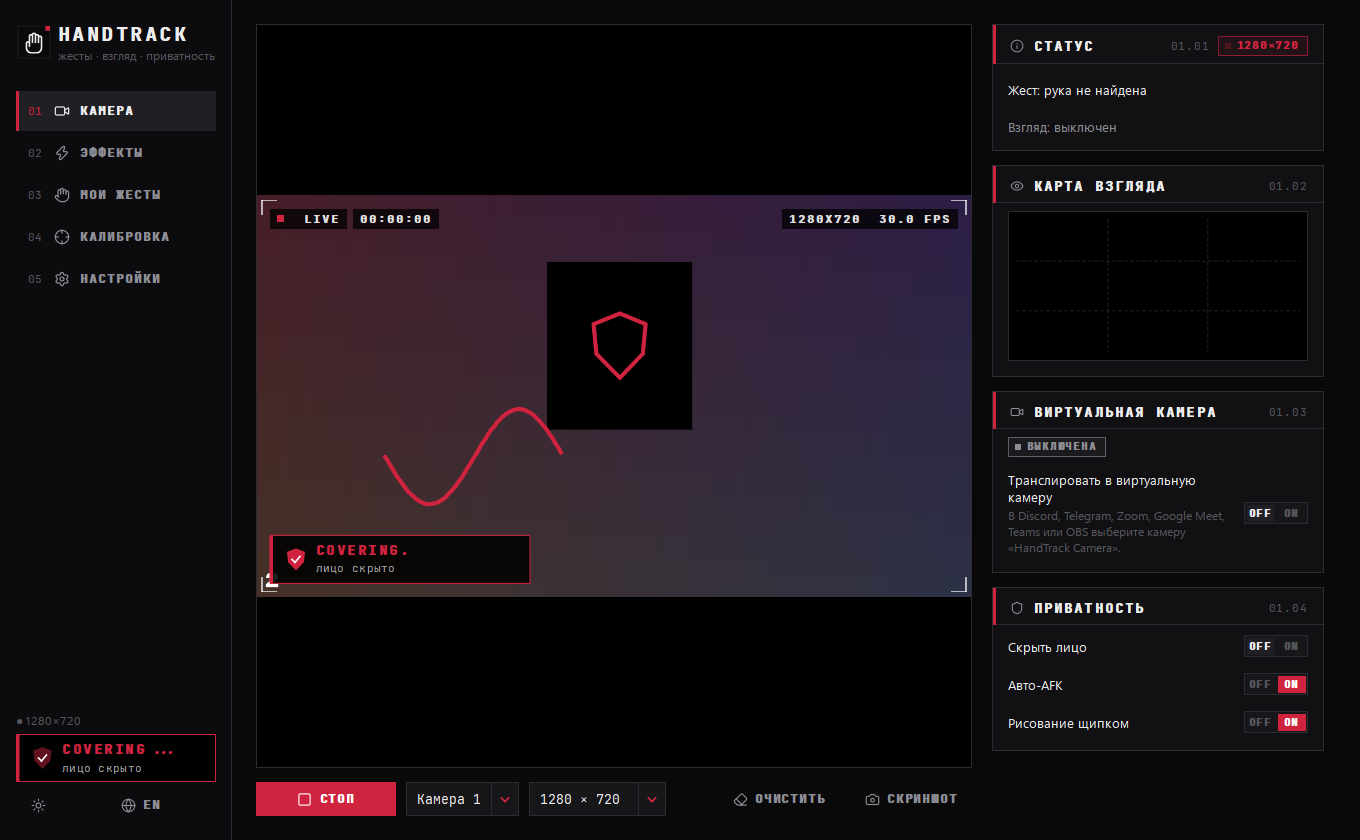 HANDTRACK
жесты · взгляд · приватность
01 КАМЕРА
02 ЭФФЕКТЫ
03 МОИ ЖЕСТЫ
04 КАЛИБРОВКА
05 НАСТРОЙКИ
1280×720
COVERING ...
лицо скрыто
EN
LIVE 00:00:00
1280X720 30.0 FPS
COVERING.
лицо скрыто
СТОП
Камера 1
1280 × 720
ОЧИСТИТЬ
СКРИНШОТ
СТАТУС 01.01 1280×720
Жест: рука не найдена
Взгляд: выключен
КАРТА ВЗГЛЯДА 01.02
ВИРТУАЛЬНАЯ КАМЕРА 01.03
ВЫКЛЮЧЕНА
Транслировать в виртуальную
камеру
OFF ON
В Discord, Telegram, Zoom, Google Meet,
Teams или OBS выберите камеру
«HandTrack Camera».
ПРИВАТНОСТЬ 01.04
Скрыть лицо OFF ON
Авто-AFK OFF ON
Рисование щипком OFF ON